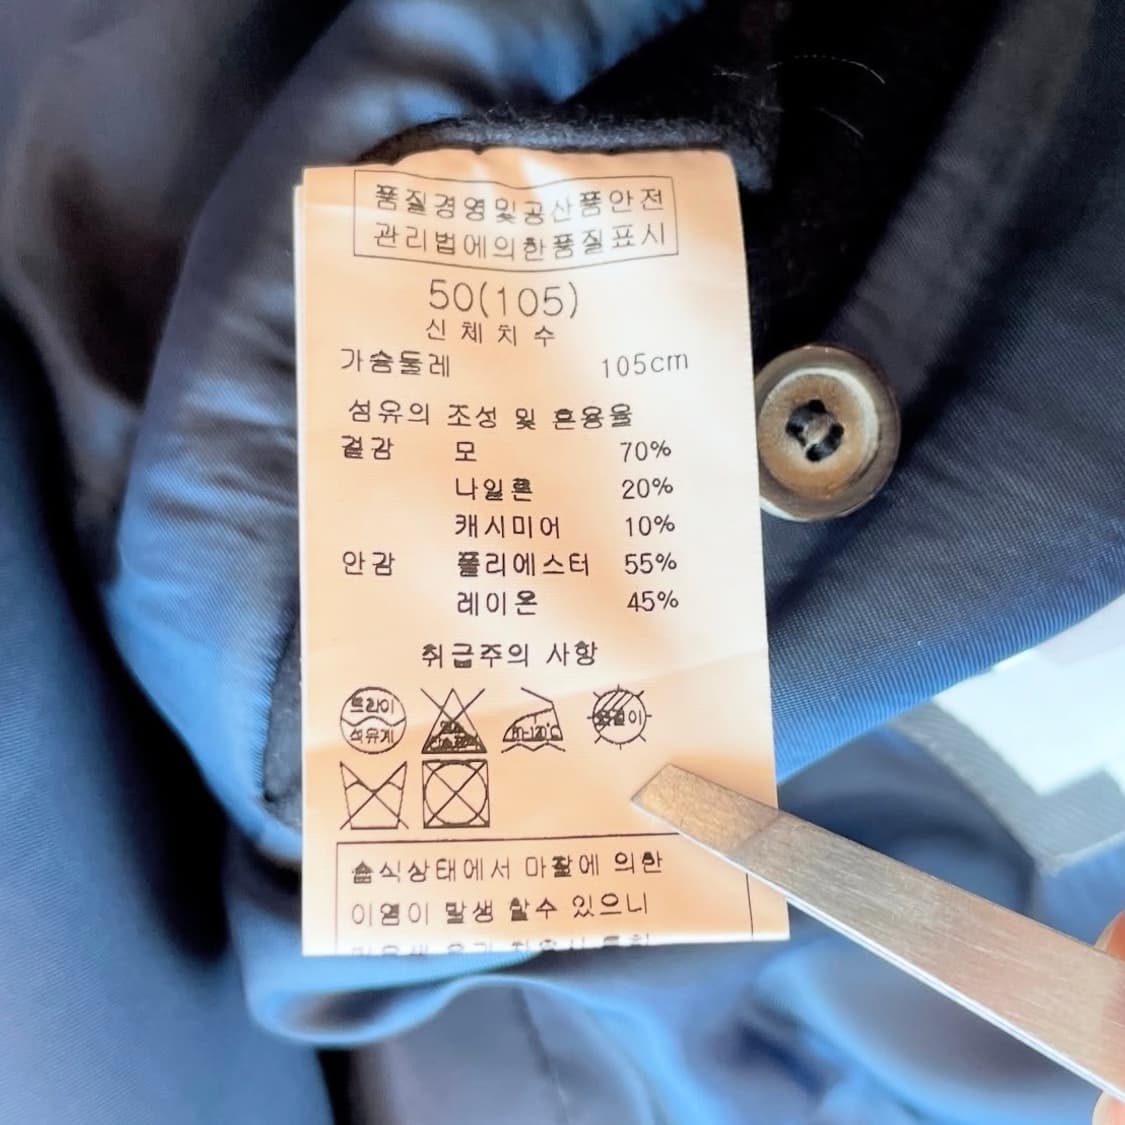 품질경영및공산품안전
관리법에의한품질표시
50(105)
신체치수
가슴둘레 105cm
섬유의 조성 및 혼용율
겉감 모 70%
나일론 20%
캐시미어 10%
안감 폴리에스터 55%
레이온 45%
취급주의 사항
드라이
석유계
옷걸이
습식상태에서 마찰에 의한
이염이 발생 할수 있으니